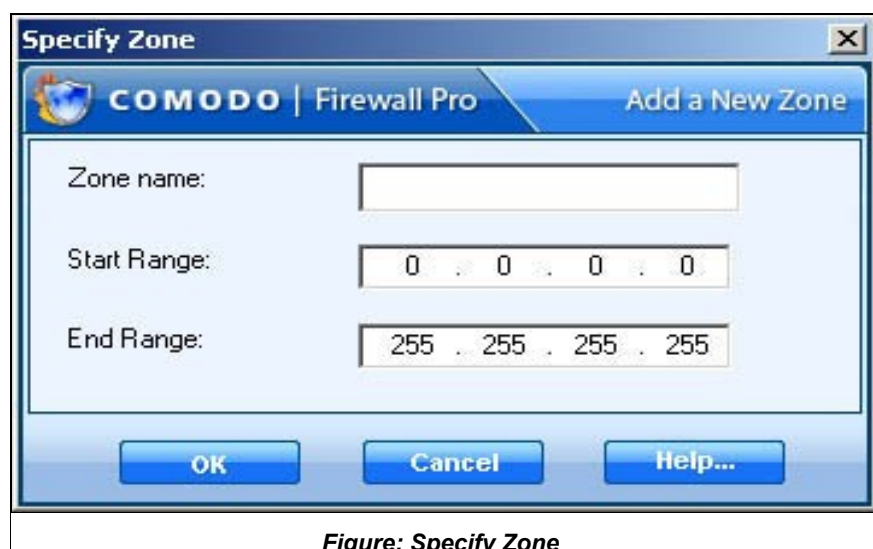 Specify Zone
COMODO | Firewall Pro
Add a New Zone
Zone name:
Start Range:
0 . 0 . 0 . 0
End Range:
255 . 255 . 255 . 255
OK
Cancel
Help...
Figure: Specify Zone